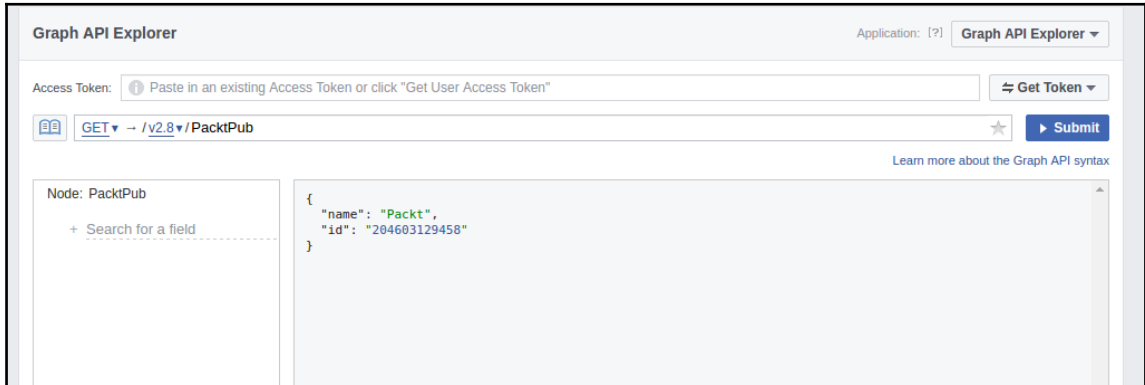 Graph API Explorer
Application: [?] Graph API Explorer
Access Token: Paste in an existing Access Token or click "Get User Access Token" Get Token
GET → / v2.8 / PacktPub Submit
Learn more about the Graph API syntax
Node: PacktPub
+ Search for a field
{
"name": "Packt",
"id": "204603129458"
}